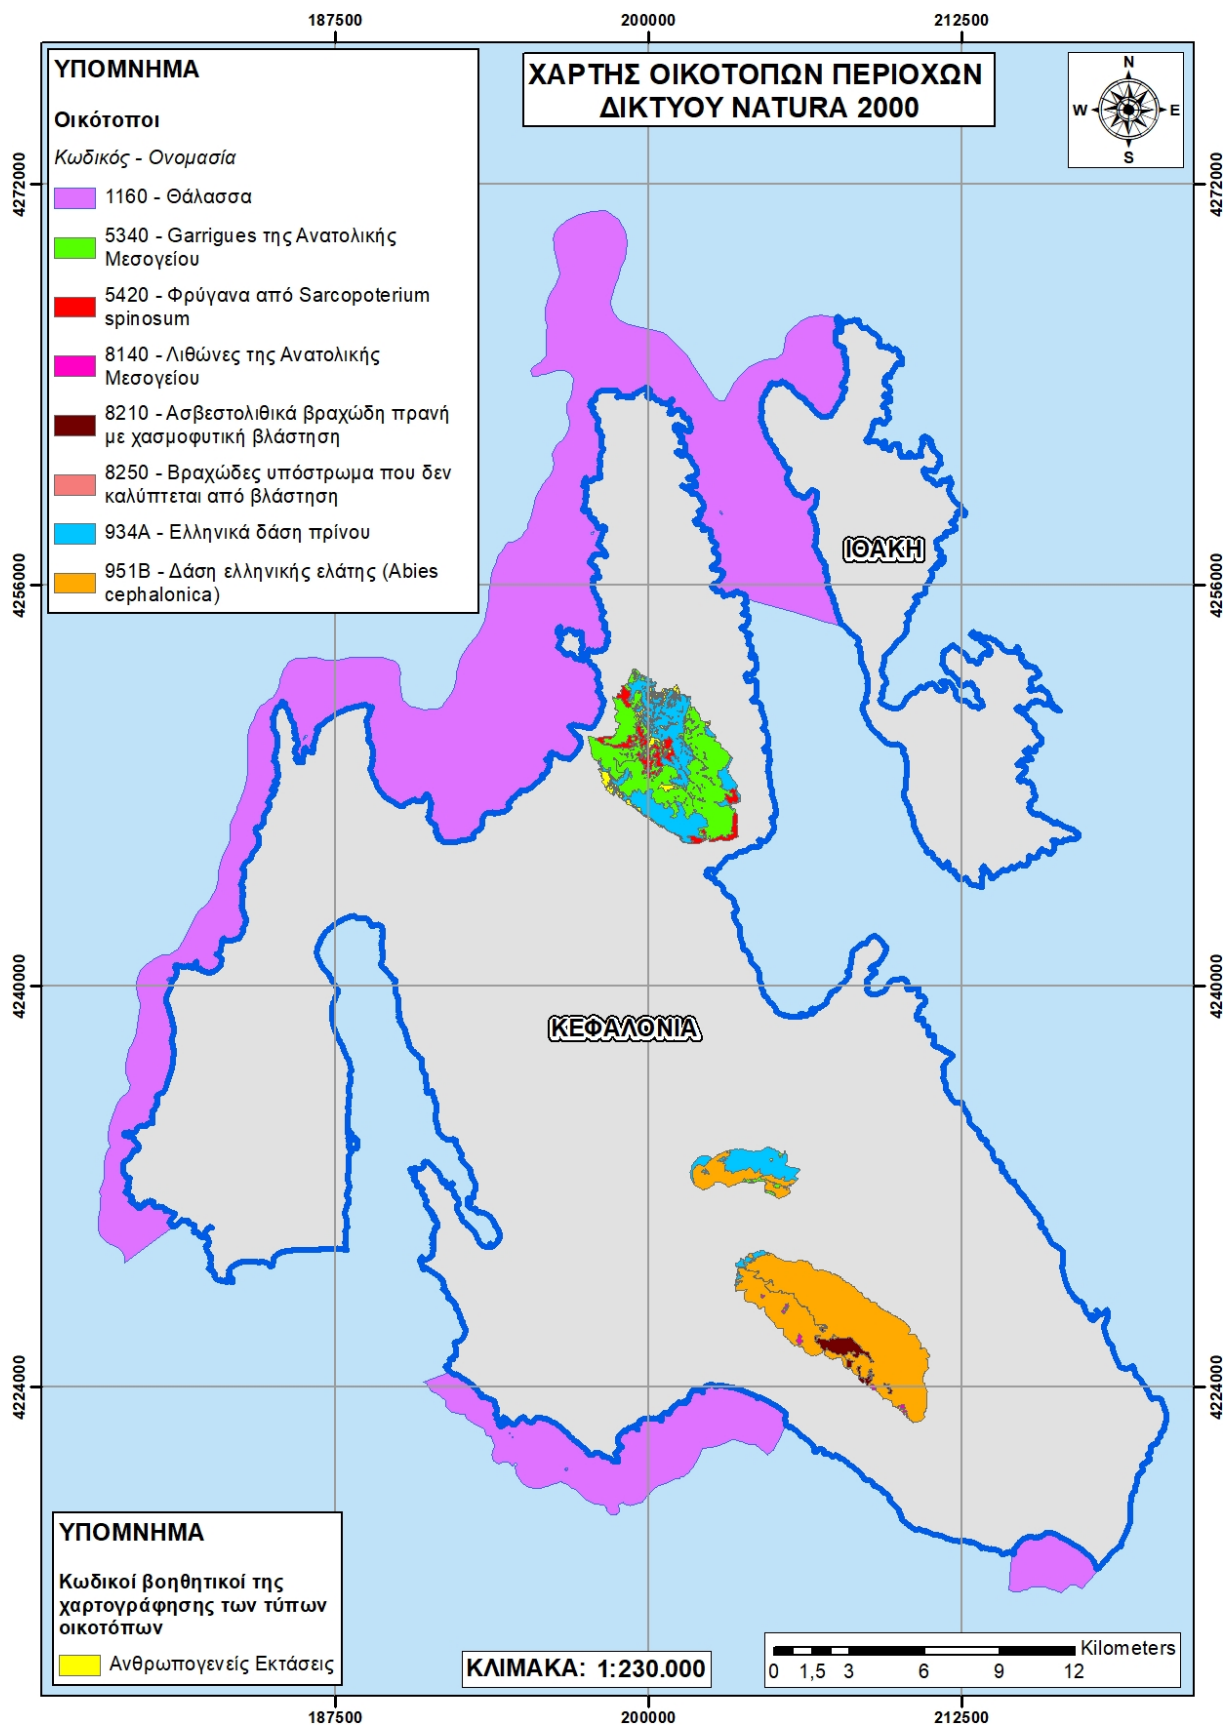 187500
200000
212500
ΥΠΟΜΝΗΜΑ
Οικότοποι
Κωδικός - Ονομασία
1160 - Θάλασσα
5340 - Garrigues της Ανατολικής
Μεσογείου
5420 - Φρύγανα από Sarcopoterium
spinosum
8140 - Λιθώνες της Ανατολικής
Μεσογείου
8210 - Ασβεστολιθικά βραχώδη πρανή
με χασμοφυτική βλάστηση
8250 - Βραχώδες υπόστρωμα που δεν
καλύπτεται από βλάστηση
934Α - Ελληνικά δάση πρίνου
951Β - Δάση ελληνικής ελάτης (Abies
cephalonica)
ΧΑΡΤΗΣ ΟΙΚΟΤΟΠΩΝ ΠΕΡΙΟΧΩΝ
ΔΙΚΤΥΟΥ NATURA 2000
N
W E
S
4272000
4272000
ΙΘΑΚΗ
4256000
4256000
4240000
4240000
ΚΕΦΑΛΟΝΙΑ
4224000
4224000
ΥΠΟΜΝΗΜΑ
Κωδικοί βοηθητικοί της
χαρτογράφησης των τύπων
οικοτόπων
Ανθρωπογενείς Εκτάσεις
ΚΛΙΜΑΚΑ: 1:230.000
Kilometers
0 1,5 3 6 9 12
187500
200000
212500